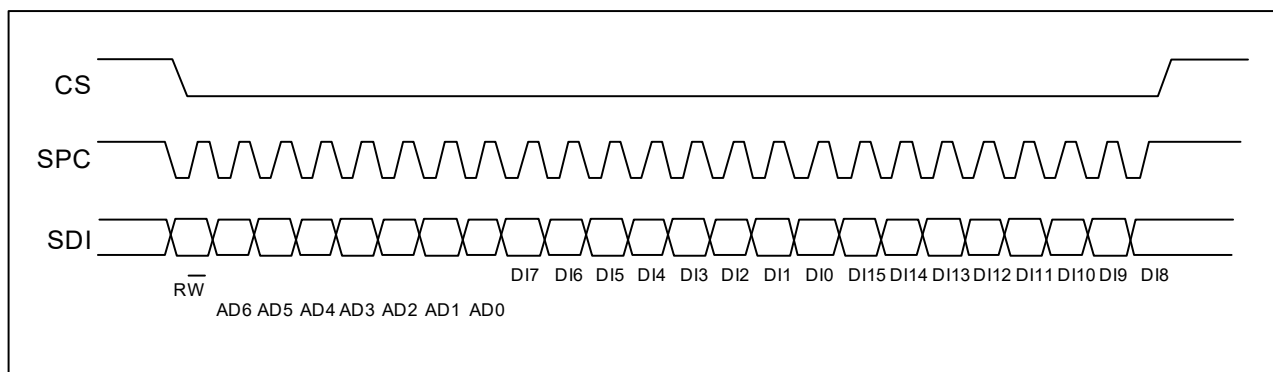 CS
SPC
SDI
RW̅
DI7 DI6 DI5 DI4 DI3 DI2 DI1 DI0 DI15 DI14 DI13 DI12 DI11 DI10 DI9 DI8
AD6 AD5 AD4 AD3 AD2 AD1 AD0